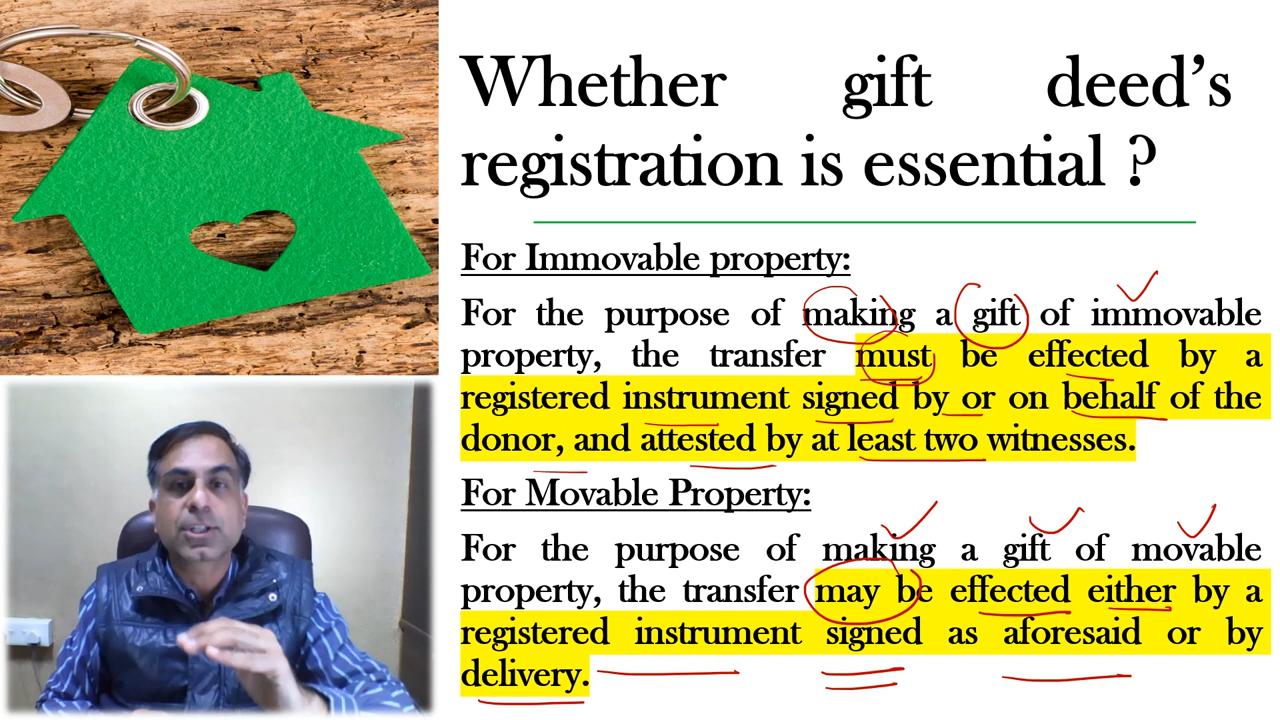 Whether gift deed's
registration is essential ?
For Immovable property:
For the purpose of making a gift of immovable
property, the transfer must be effected by a
registered instrument signed by or on behalf of the
donor, and attested by at least two witnesses.
For Movable Property:
For the purpose of making a gift of movable
property, the transfer may be effected either by a
registered instrument signed as aforesaid or by
delivery.